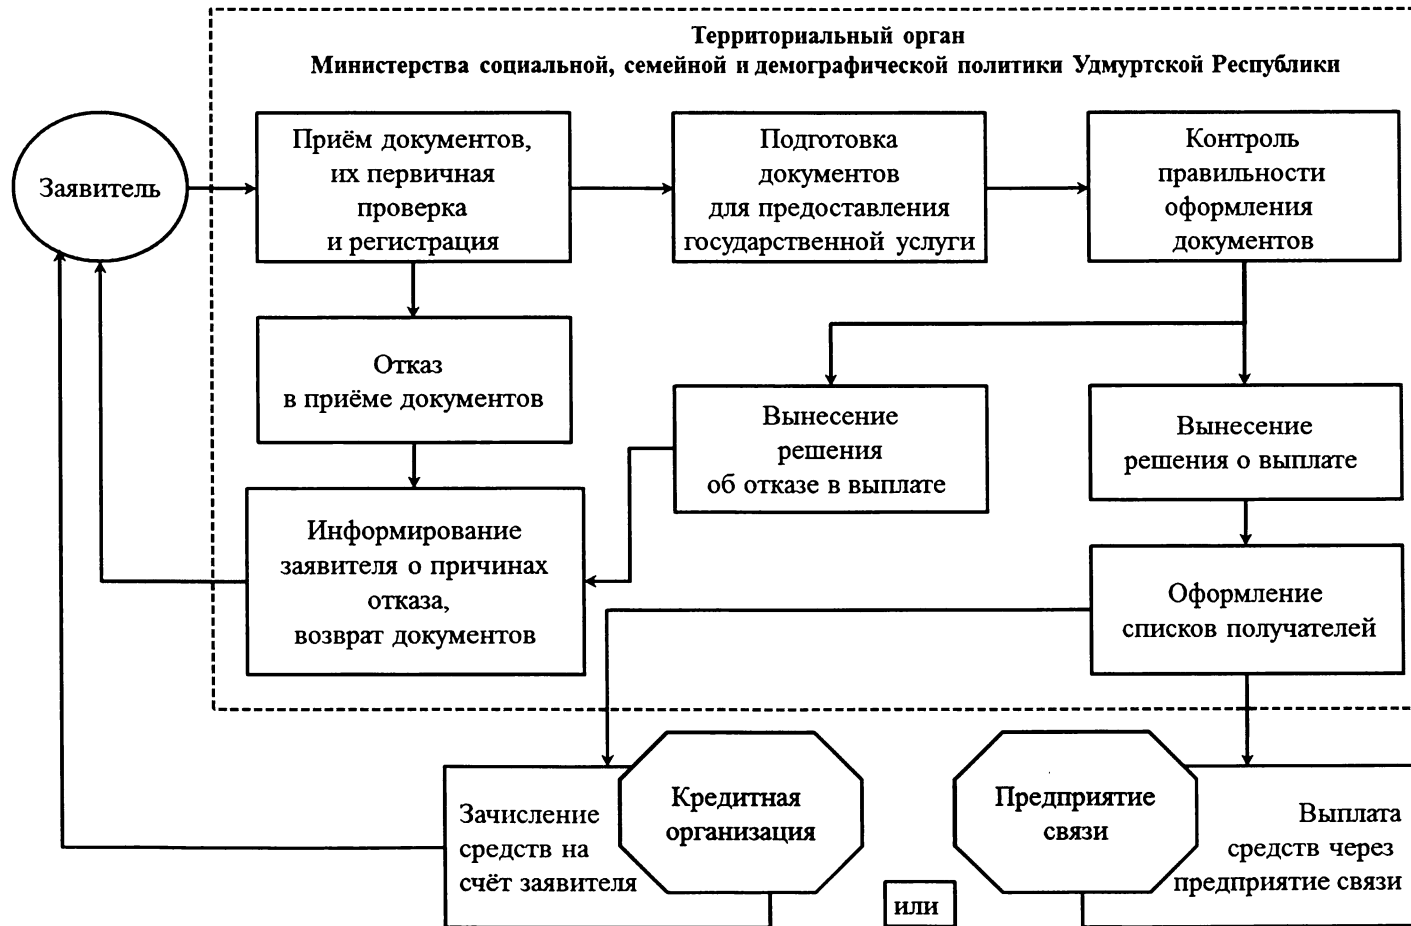 Территориальный орган
Министерства социальной, семейной и демографической политики Удмуртской Республики
Заявитель
Приём документов,
их первичная
проверка
и регистрация
Подготовка
документов
для предоставления
государственной услуги
Контроль
правильности
оформления
документов
Отказ
в приёме документов
Вынесение
решения
об отказе в выплате
Вынесение
решения о выплате
Информирование
заявителя о причинах
отказа,
возврат документов
Оформление
списков получателей
Зачисление
средств на
счёт заявителя
Кредитная
организация
или
Предприятие
связи
Выплата
средств через
предприятие связи